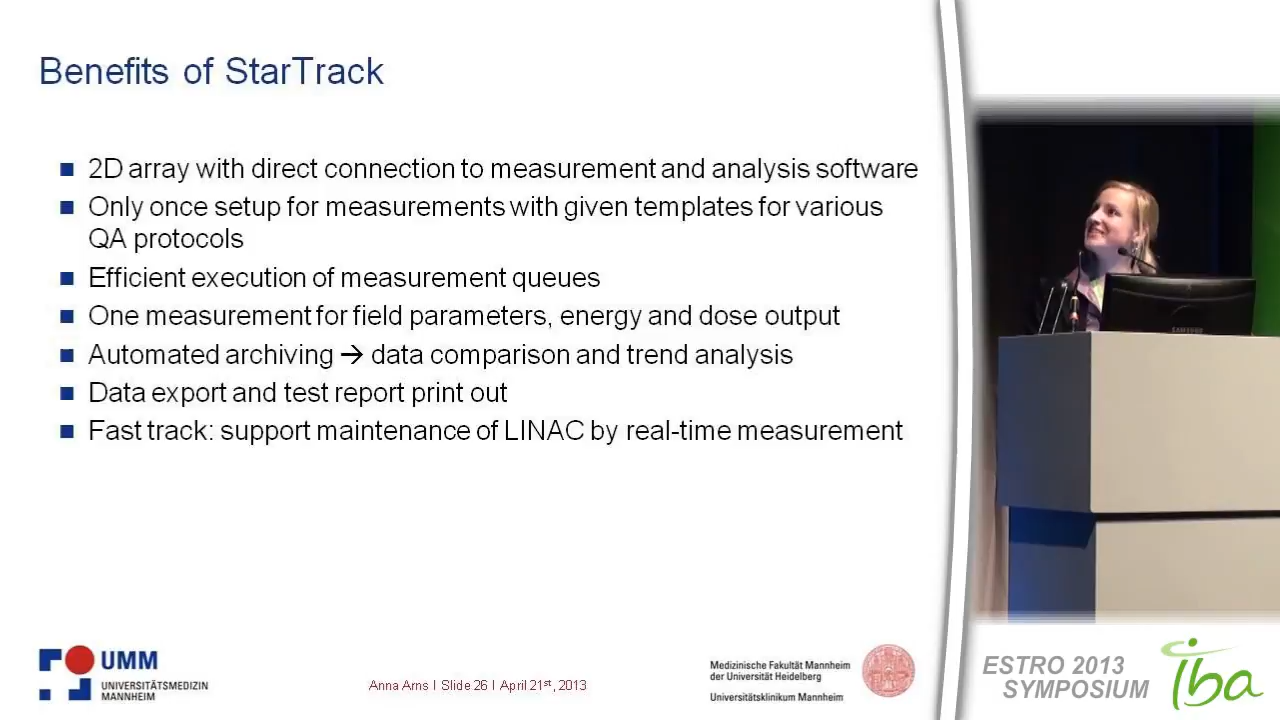 Benefits of StarTrack
2D array with direct connection to measurement and analysis software
Only once setup for measurements with given templates for various
QA protocols
Efficient execution of measurement queues
One measurement for field parameters, energy and dose output
Automated archiving → data comparison and trend analysis
Data export and test report print out
Fast track: support maintenance of LINAC by real-time measurement
SAMSUNG
UMM
UNIVERSITÄTSMEDIZIN
MANNHEIM
Anna Arns I Slide 26 I April 21st, 2013
Medizinische Fakultät Mannheim
der Universität Heidelberg
Universitätsklinikum Mannheim
ESTRO 2013
SYMPOSIUM
iba